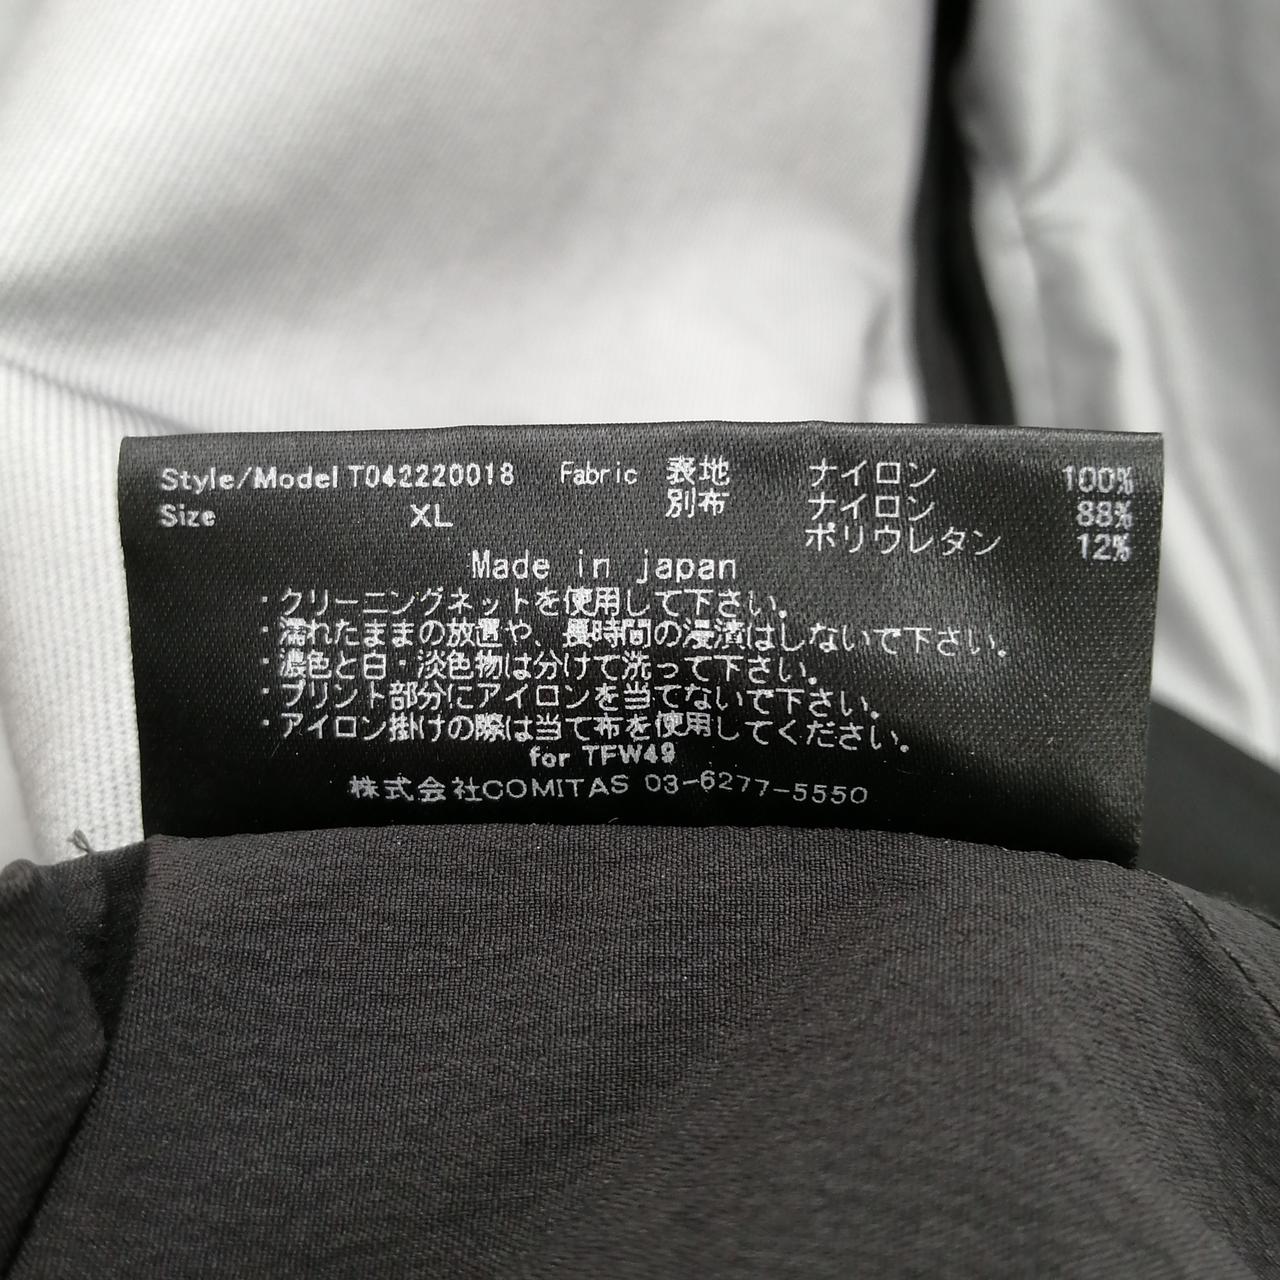 Style/Model T042220018 Fabric 表地 ナイロン 100%
Size XL 別布 ナイロン 88%
ポリウレタン 12%
Made in japan
・クリーニングネットを使用して下さい。
・濡れたままの放置や、長時間の浸漬はしないで下さい。
・濃色と白・淡色物は分けて洗って下さい。
・プリント部分にアイロンを当てないで下さい。
・アイロン掛けの際は当て布を使用してください。
for TFW49
株式会社COMITAS 03-6277-5550